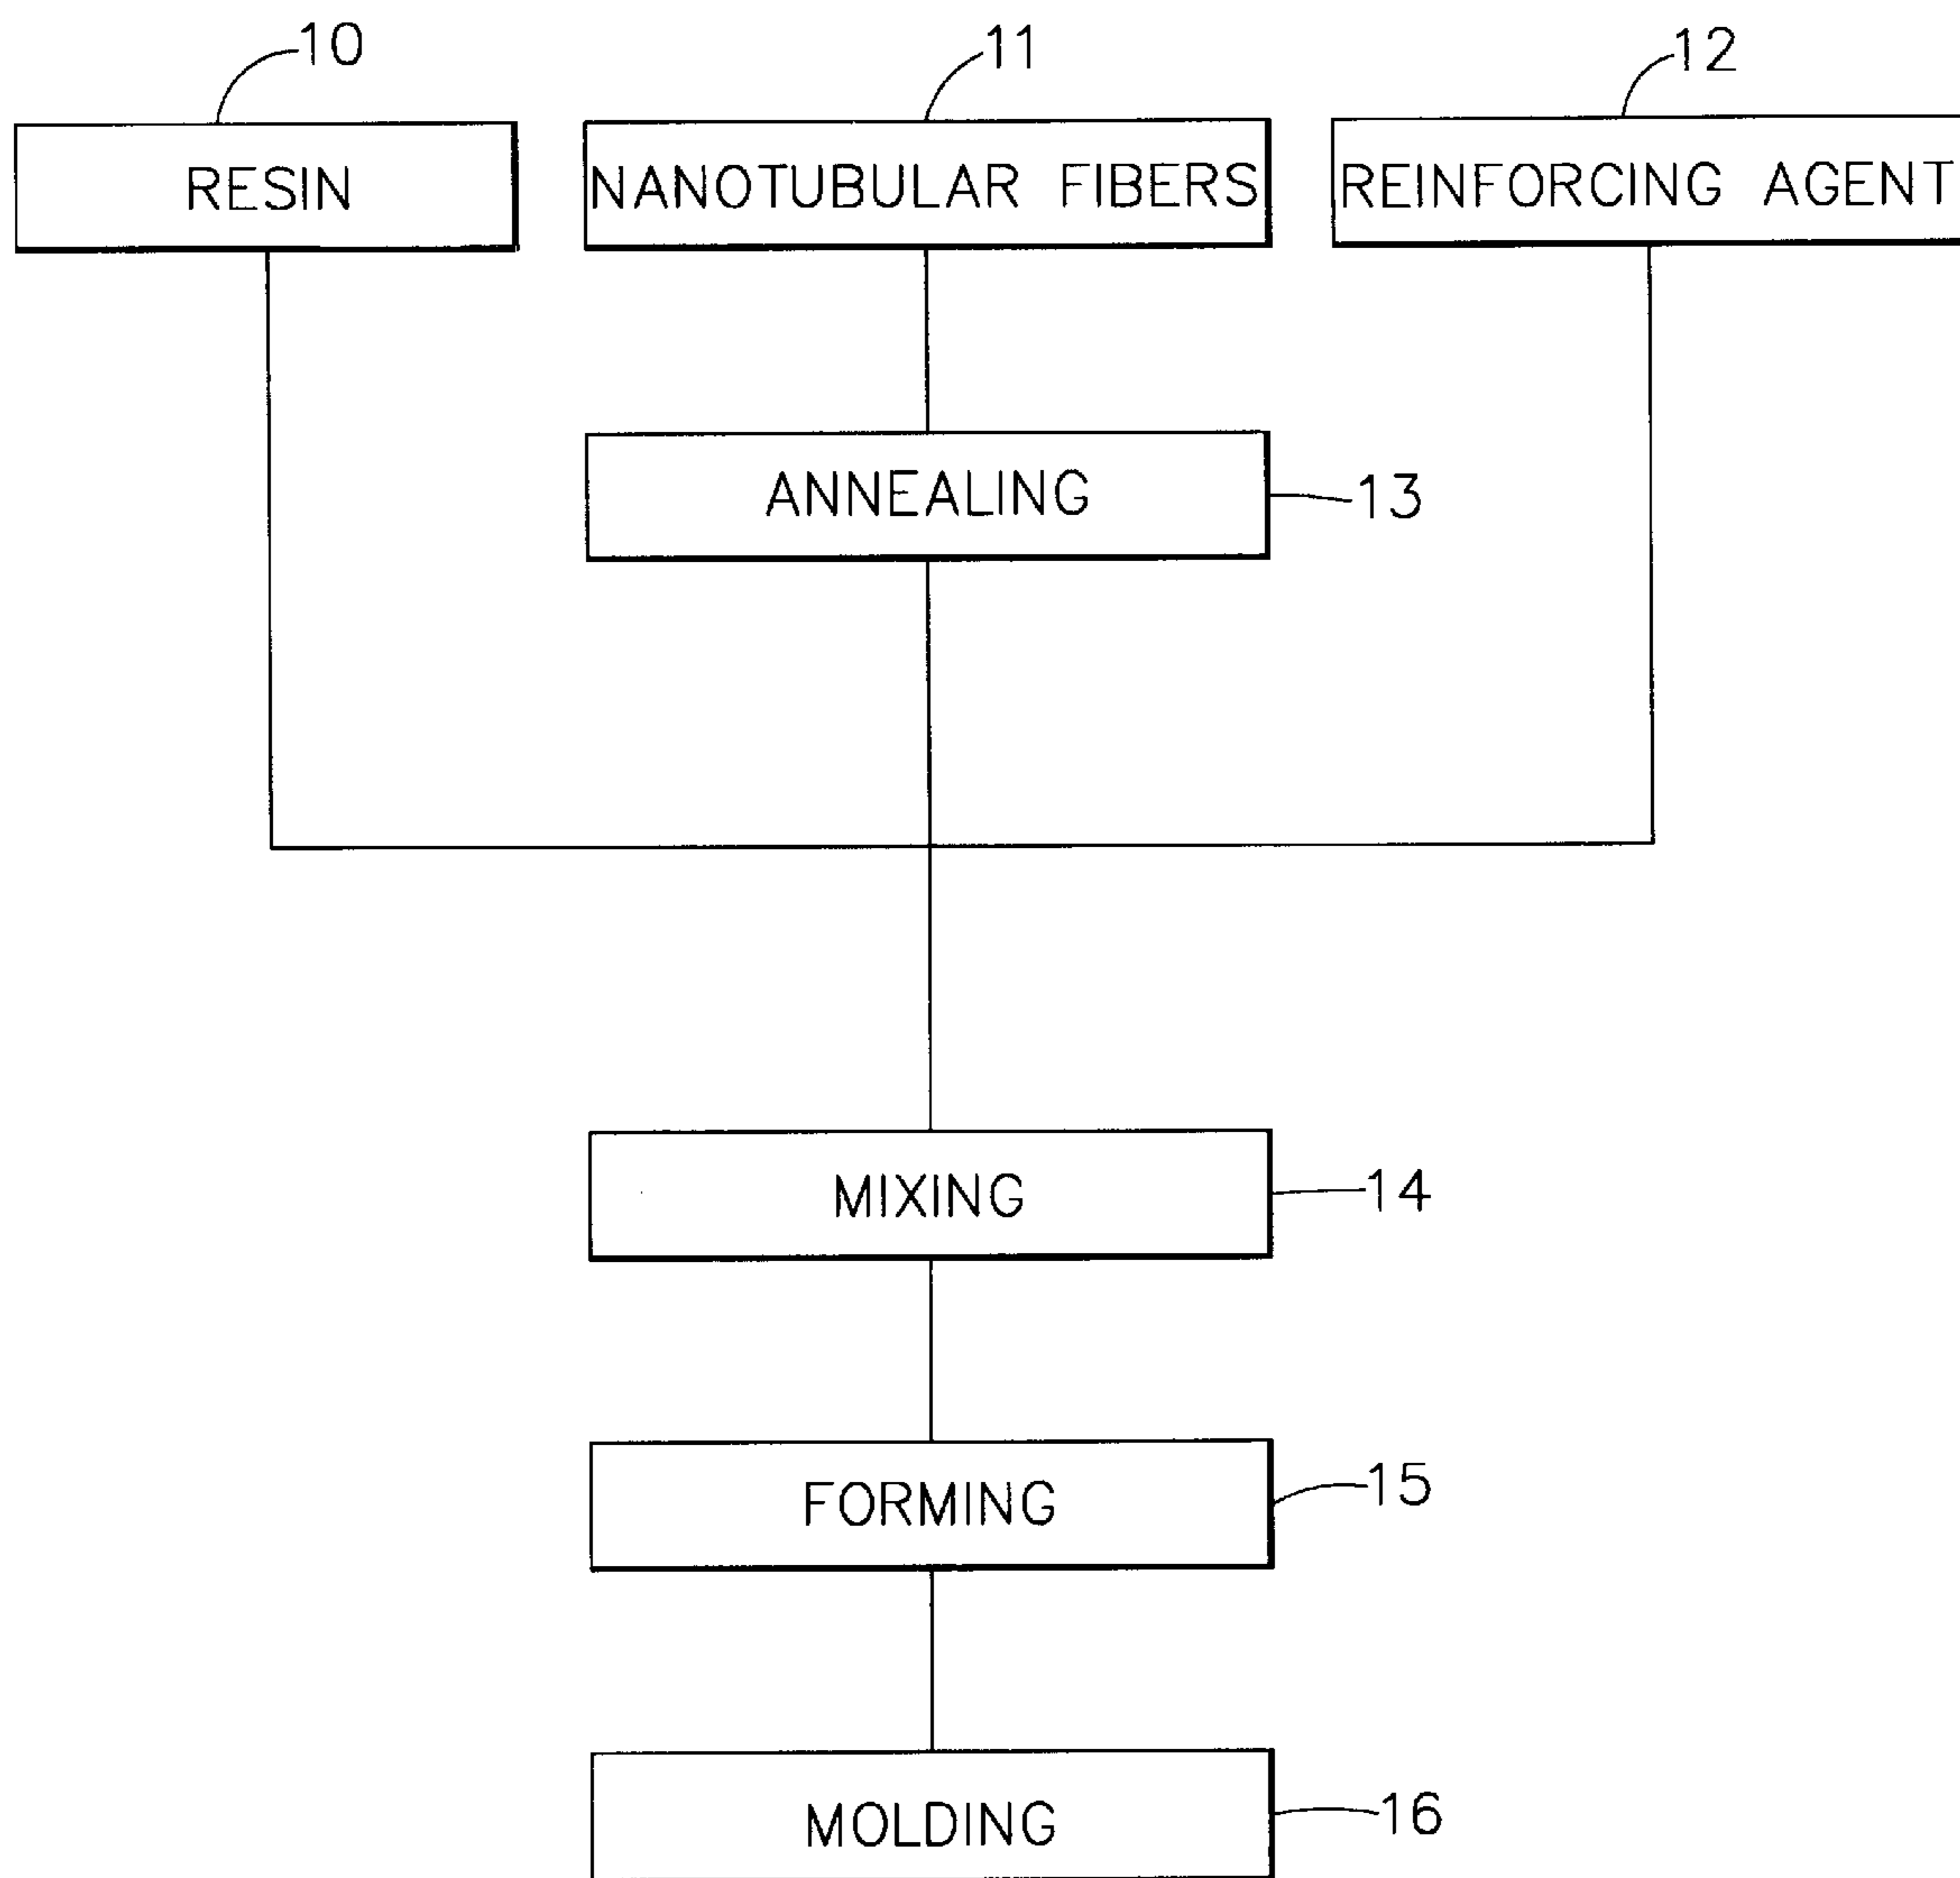 10
11
12
RESIN
NANOTUBULAR FIBERS
REINFORCING AGENT
ANNEALING
13
MIXING
14
FORMING
15
MOLDING
16